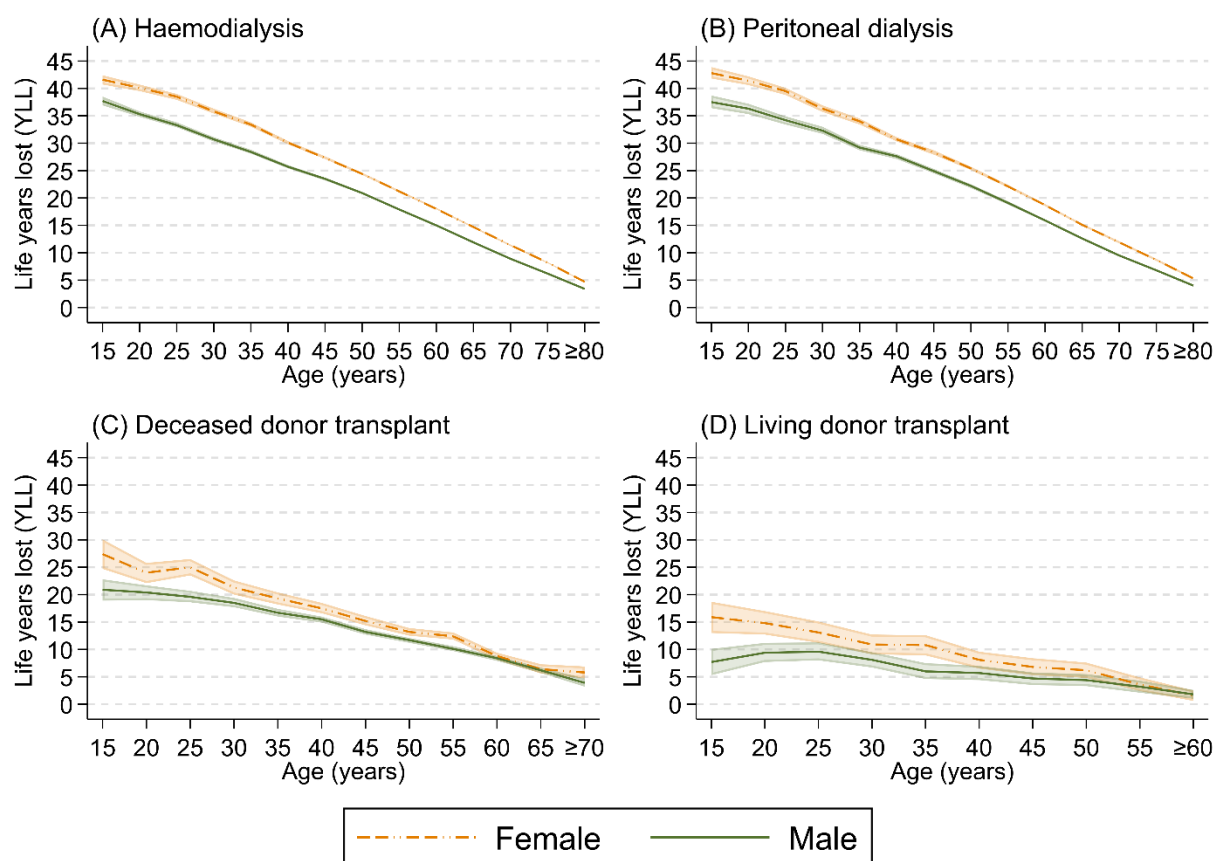 (A) Haemodialysis
Life years lost (YLL)
45
40
35
30
25
20
15
10
5
0
15 20 25 30 35 40 45 50 55 60 65 70 75 ≥80
Age (years)
(B) Peritoneal dialysis
Life years lost (YLL)
45
40
35
30
25
20
15
10
5
0
15 20 25 30 35 40 45 50 55 60 65 70 75 ≥80
Age (years)
(C) Deceased donor transplant
Life years lost (YLL)
45
40
35
30
25
20
15
10
5
0
15 20 25 30 35 40 45 50 55 60 65 ≥70
Age (years)
(D) Living donor transplant
Life years lost (YLL)
45
40
35
30
25
20
15
10
5
0
15 20 25 30 35 40 45 50 55 ≥60
Age (years)
Female Male